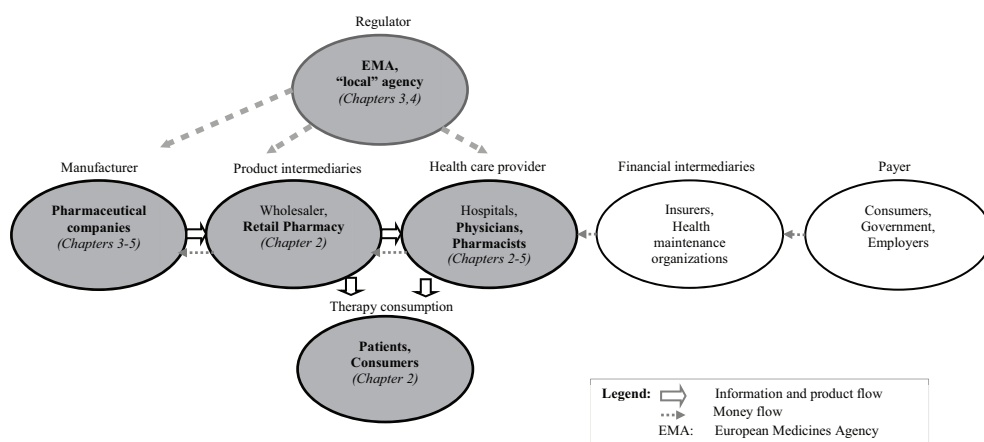 Regulator
EMA,
“local” agency
(Chapters 3,4)
Manufacturer
Product intermediaries
Health care provider
Financial intermediaries
Payer
Pharmaceutical
companies
(Chapters 3-5)
Wholesaler,
Retail Pharmacy
(Chapter 2)
Hospitals,
Physicians,
Pharmacists
(Chapters 2-5)
Insurers,
Health
maintenance
organizations
Consumers,
Government,
Employers
Therapy consumption
Patients,
Consumers
(Chapter 2)
Legend: Information and product flow
Money flow
EMA: European Medicines Agency